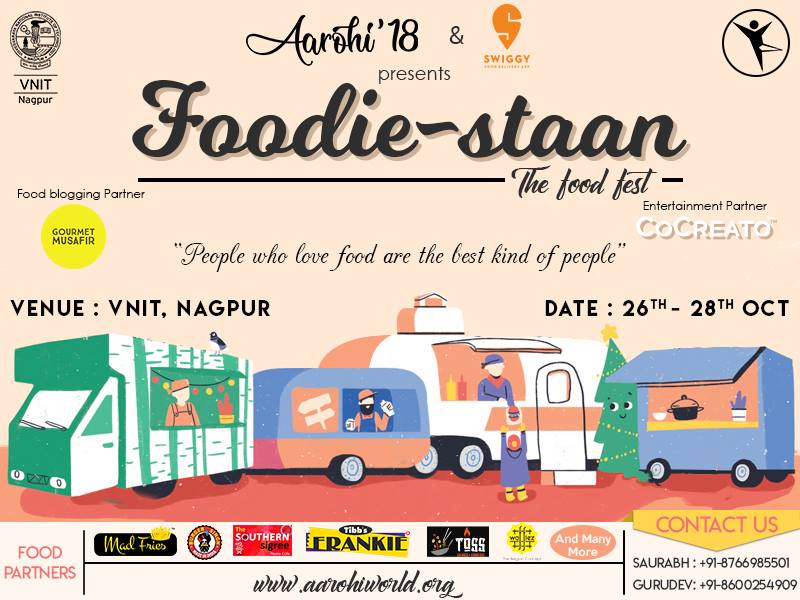 Aarohi'18 & SWIGGY
VNIT
Nagpur
presents
Foodie-staan
The food fest
Food blogging Partner
GOURMET
MUSAFIR
Entertainment Partner
CoCreato™
"People who love food are the best kind of people"
VENUE : VNIT, NAGPUR
DATE : 26TH - 28TH OCT
FOOD
PARTNERS
Mad Fries
The
SOUTHERN
sigree
Tibb's
FRANKIE
TOSS
And Many
More
www.aarohiworld.org
CONTACT US
SAURABH : +91-8766985501
GURUDEV: +91-8600254909